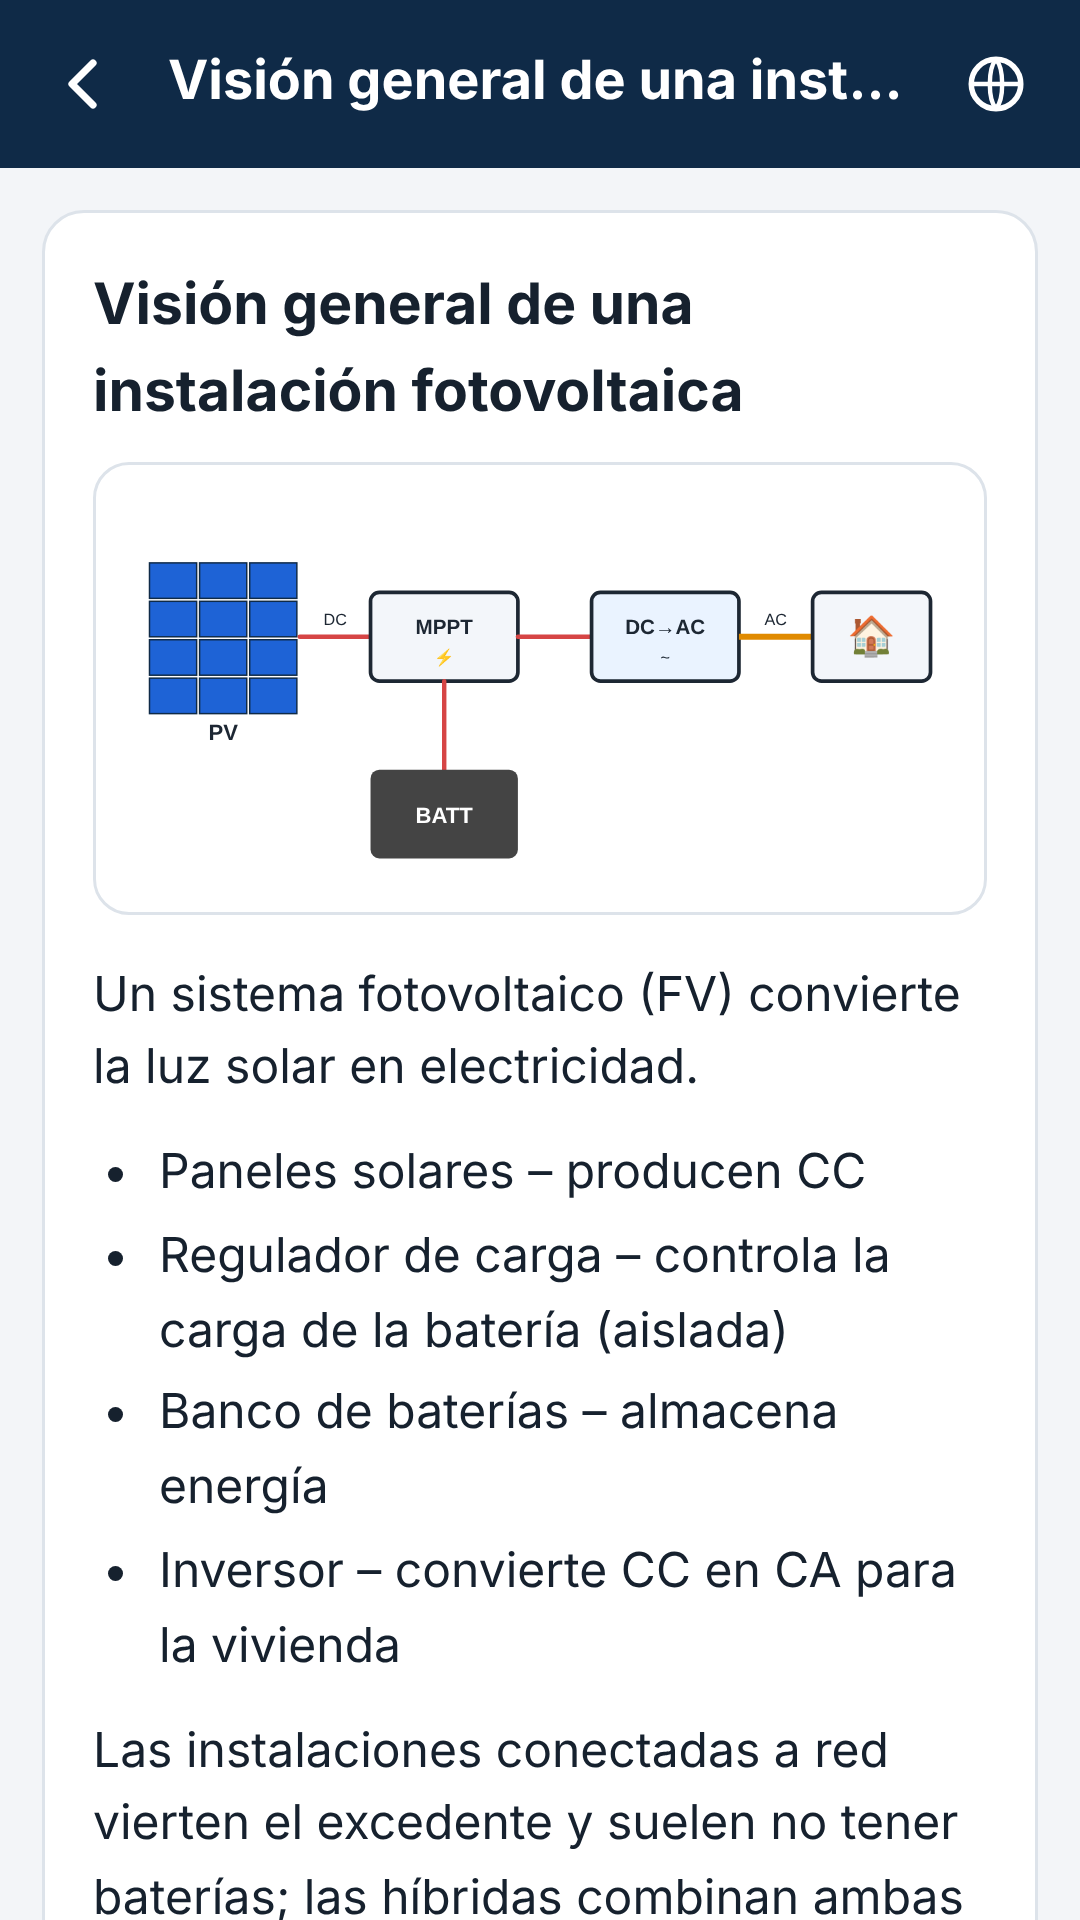 Visión general de una inst...
Visión general de una
instalación fotovoltaica
DC
MPPT
DC→AC
~
AC
PV
BATT
Un sistema fotovoltaico (FV) convierte
la luz solar en electricidad.
• Paneles solares – producen CC
• Regulador de carga – controla la
carga de la batería (aislada)
• Banco de baterías – almacena
energía
• Inversor – convierte CC en CA para
la vivienda
Las instalaciones conectadas a red
vierten el excedente y suelen no tener
baterías; las híbridas combinan ambas